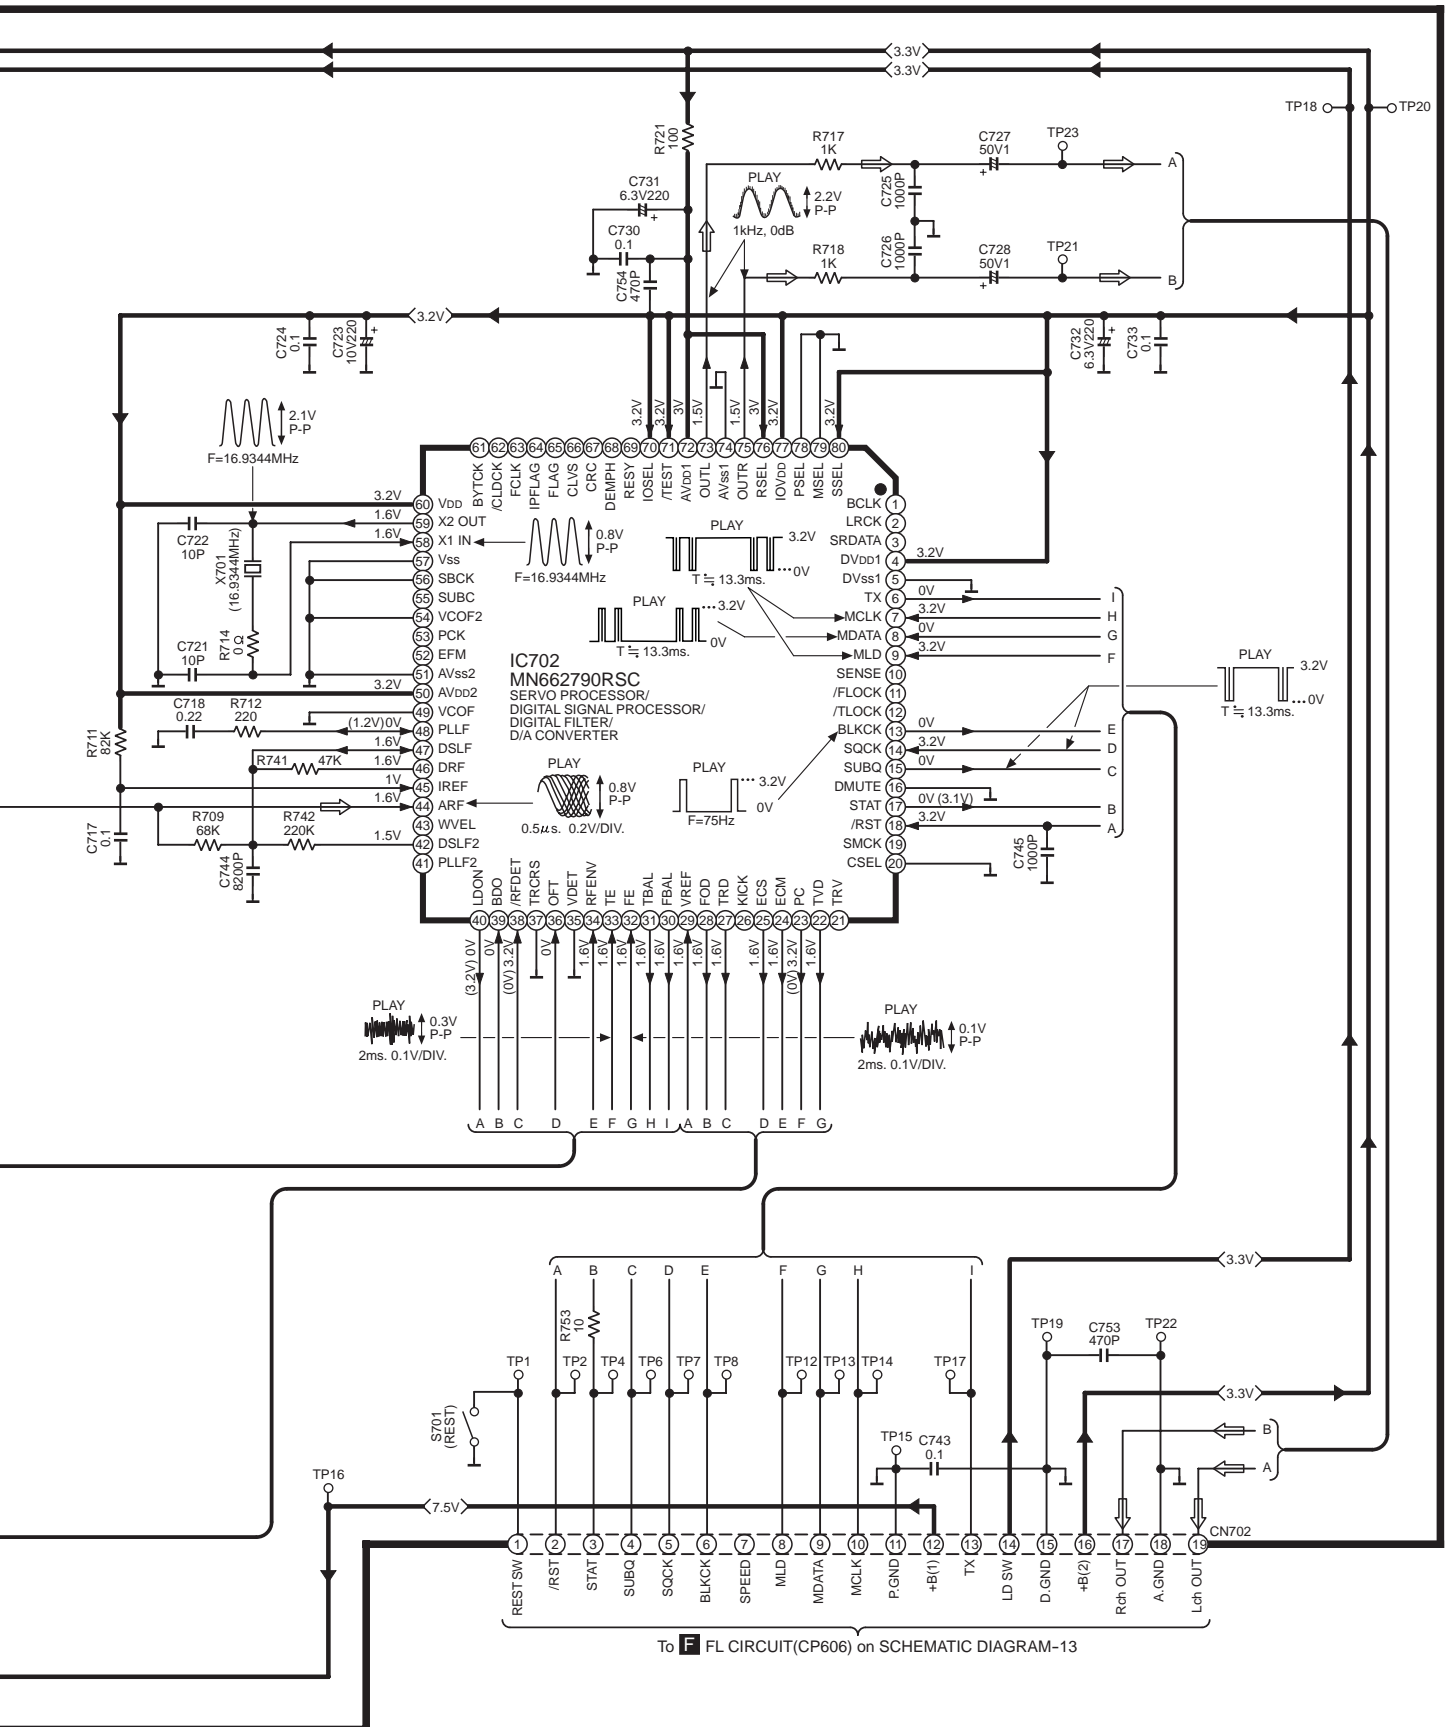 3.3V
3.3V
TP18
TP20
R721
100
R717
1K
C727
50V1
+
TP23
A
C731
6.3V220
+
PLAY
2.2V
P-P
1kHz, 0dB
C725
1000P
C730
0.1
C754
470P
C726
1000P
R718
1K
C728
50V1
+
TP21
B
3.2V
C724
0.1
C723
10V220
+
C732
6.3V220
+
C733
0.1
2.1V
P-P
F=16.9344MHz
3.2V
3.2V
3V
1.5V
1.5V
3V
3.2V
3.2V
61 62 63 64 65 66 67 68 69 70 71 72 73 74 75 76 77 78 79 80
BYTCK
/CLDCK
FCLK
IPFLAG
FLAG
CLVS
CRC
DEMPH
RESY
IOSEL
/TEST
AVDD1
OUTL
AVss1
OUTR
RSEL
IOVDD
PSEL
MSEL
SSEL
3.2V 60 VDD
1.6V 59 X2 OUT
1.6V 58 X1 IN
57 Vss
56 SBCK
55 SUBC
54 VCOF2
53 PCK
52 EFM
51 AVss2
3.2V 50 AVDD2
49 VCOF
(1.2V)0V 48 PLLF
1.6V 47 DSLF
1.6V 46 DRF
1V 45 IREF
1.6V 44 ARF
43 WVEL
1.5V 42 DSLF2
41 PLLF2
C722
10P
X701
(16.9344MHz)
C721
10P
R714
0 Ω
C718
0.22
R712
220
R711
82K
R741 47K
R709
68K
R742
220K
C717
0.1
C744
8200P
0.8V
P-P
F=16.9344MHz
PLAY
3.2V
0V
T ≒ 13.3ms.
PLAY
3.2V
0V
T ≒ 13.3ms.
IC702
MN662790RSC
SERVO PROCESSOR/
DIGITAL SIGNAL PROCESSOR/
DIGITAL FILTER/
D/A CONVERTER
PLAY
0.8V
P-P
0.5µs. 0.2V/DIV.
PLAY
3.2V
0V
F=75Hz
BCLK 1
LRCK 2
SRDATA 3
DVDD1 4 3.2V
DVss1 5
TX 6 0V I
MCLK 7 3.2V H
MDATA 8 0V G
MLD 9 3.2V F
SENSE 10
/FLOCK 11
/TLOCK 12
BLKCK 13 0V E
SQCK 14 3.2V D
SUBQ 15 0V C
DMUTE 16
STAT 17 0V (3.1V) B
/RST 18 3.2V A
SMCK 19
CSEL 20
C745
1000P
PLAY
3.2V
0V
T ≒ 13.3ms.
LDON
BDO
/RFDET
TRCRS
OFT
VDET
RFENV
TE
FE
TBAL
FBAL
VREF
FOD
TRD
KICK
ECS
ECM
PC
TVD
TRV
40 39 38 37 36 35 34 33 32 31 30 29 28 27 26 25 24 23 22 21
(3.2V) 0V
0V
(0V) 3.2V
0V
1.6V
1.6V
1.6V
1.6V
1.6V
1.6V
1.6V
1.6V
1.6V
1.6V
(0V) 3.2V
1.6V
PLAY
0.3V
P-P
2ms. 0.1V/DIV.
PLAY
0.1V
P-P
2ms. 0.1V/DIV.
A B C D E F G H I A B C D E F G
3.3V
A B C D E F G H I
R753
10
TP19
C753
470P
TP22
TP1
TP2
TP4
TP6
TP7
TP8
TP12
TP13
TP14
TP17
3.3V
S701
(REST)
TP15
C743
0.1
B
A
TP16
7.5V
1 2 3 4 5 6 7 8 9 10 11 12 13 14 15 16 17 18 19
CN702
REST SW
/RST
STAT
SUBQ
SQCK
BLKCK
SPEED
MLD
MDATA
MCLK
P.GND
+B(1)
TX
LD SW
D.GND
+B(2)
Rch OUT
A.GND
Lch OUT
To F FL CIRCUIT(CP606) on SCHEMATIC DIAGRAM-13